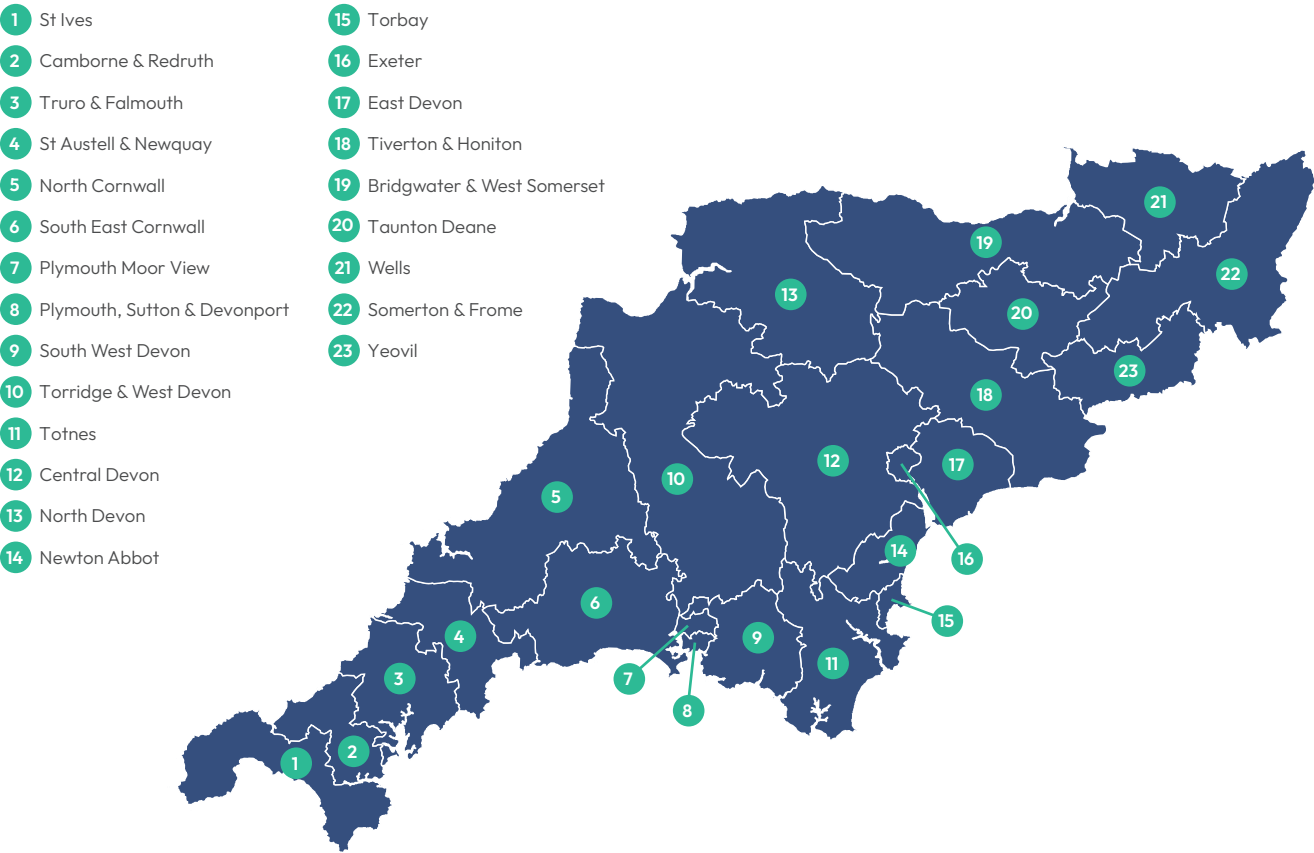 1 St Ives
2 Camborne & Redruth
3 Truro & Falmouth
4 St Austell & Newquay
5 North Cornwall
6 South East Cornwall
7 Plymouth Moor View
8 Plymouth, Sutton & Devonport
9 South West Devon
10 Torridge & West Devon
11 Totnes
12 Central Devon
13 North Devon
14 Newton Abbot
15 Torbay
16 Exeter
17 East Devon
18 Tiverton & Honiton
19 Bridgwater & West Somerset
20 Taunton Deane
21 Wells
22 Somerton & Frome
23 Yeovil
21
19
22
13
20
23
18
12
17
10
5
14
16
6
15
4
9
11
7
3
8
2
1